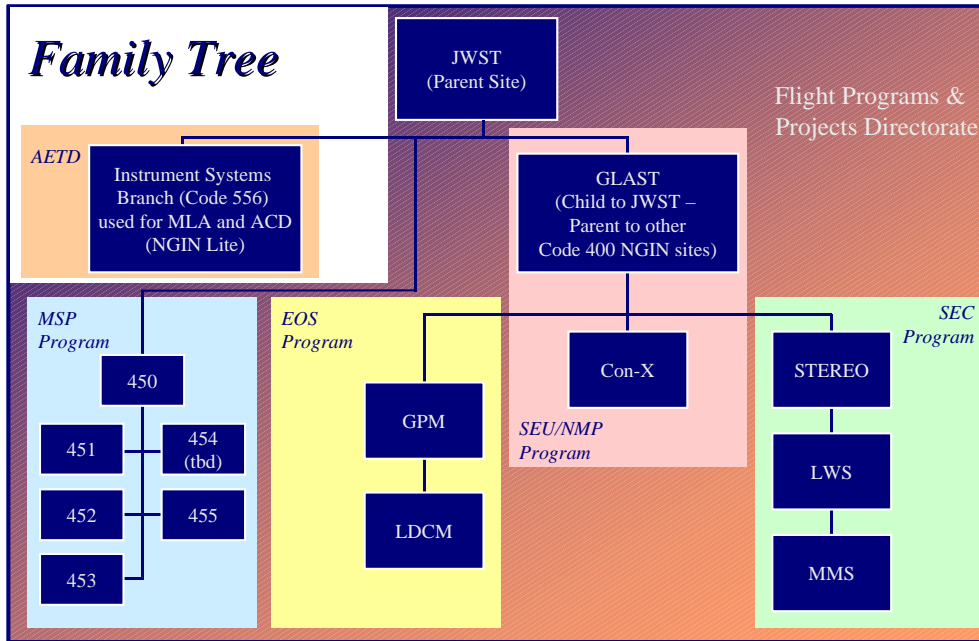 Family Tree
JWST
(Parent Site)
Flight Programs &
Projects Directorate
AETD
Instrument Systems
Branch (Code 556)
used for MLA and ACD
(NGIN Lite)
GLAST
(Child to JWST –
Parent to other
Code 400 NGIN sites)
MSP
Program
450
451
454
(tbd)
452
455
453
EOS
Program
GPM
LDCM
Con-X
SEU/NMP
Program
SEC
Program
STEREO
LWS
MMS